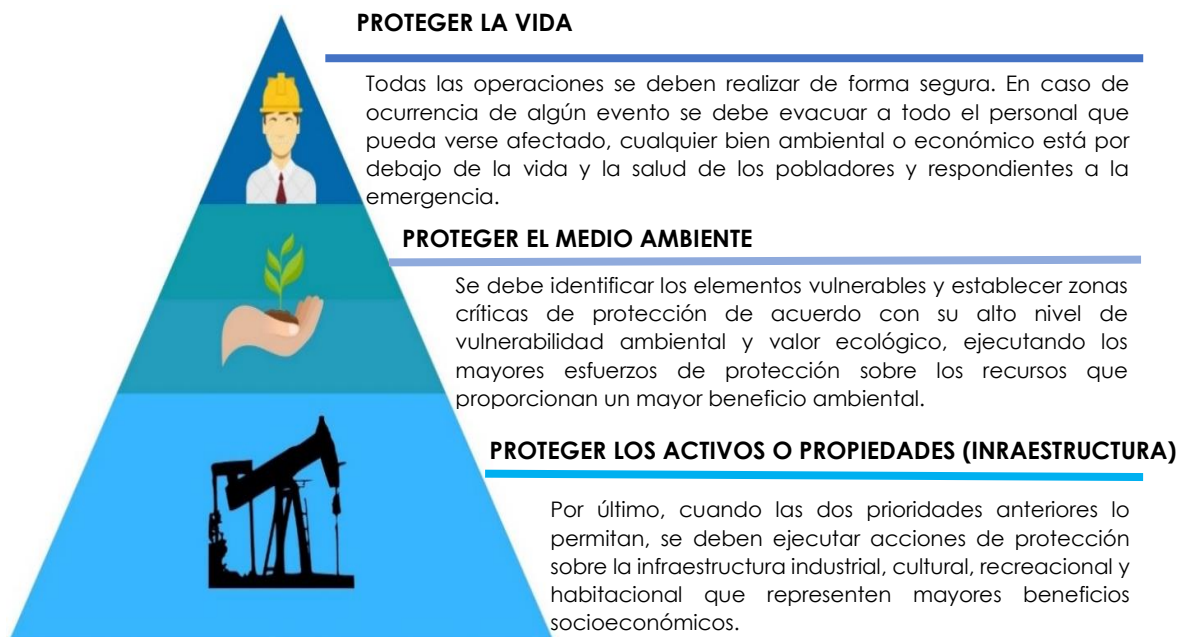 PROTEGER LA VIDA
Todas las operaciones se deben realizar de forma segura. En caso de
ocurrencia de algún evento se debe evacuar a todo el personal que
pueda verse afectado, cualquier bien ambiental o económico está por
debajo de la vida y la salud de los pobladores y respondientes a la
emergencia.
PROTEGER EL MEDIO AMBIENTE
Se debe identificar los elementos vulnerables y establecer zonas
críticas de protección de acuerdo con su alto nivel de
vulnerabilidad ambiental y valor ecológico, ejecutando los
mayores esfuerzos de protección sobre los recursos que
proporcionan un mayor beneficio ambiental.
PROTEGER LOS ACTIVOS O PROPIEDADES (INRAESTRUCTURA)
Por último, cuando las dos prioridades anteriores lo
permitan, se deben ejecutar acciones de protección
sobre la infraestructura industrial, cultural, recreacional y
habitacional que representen mayores beneficios
socioeconómicos.